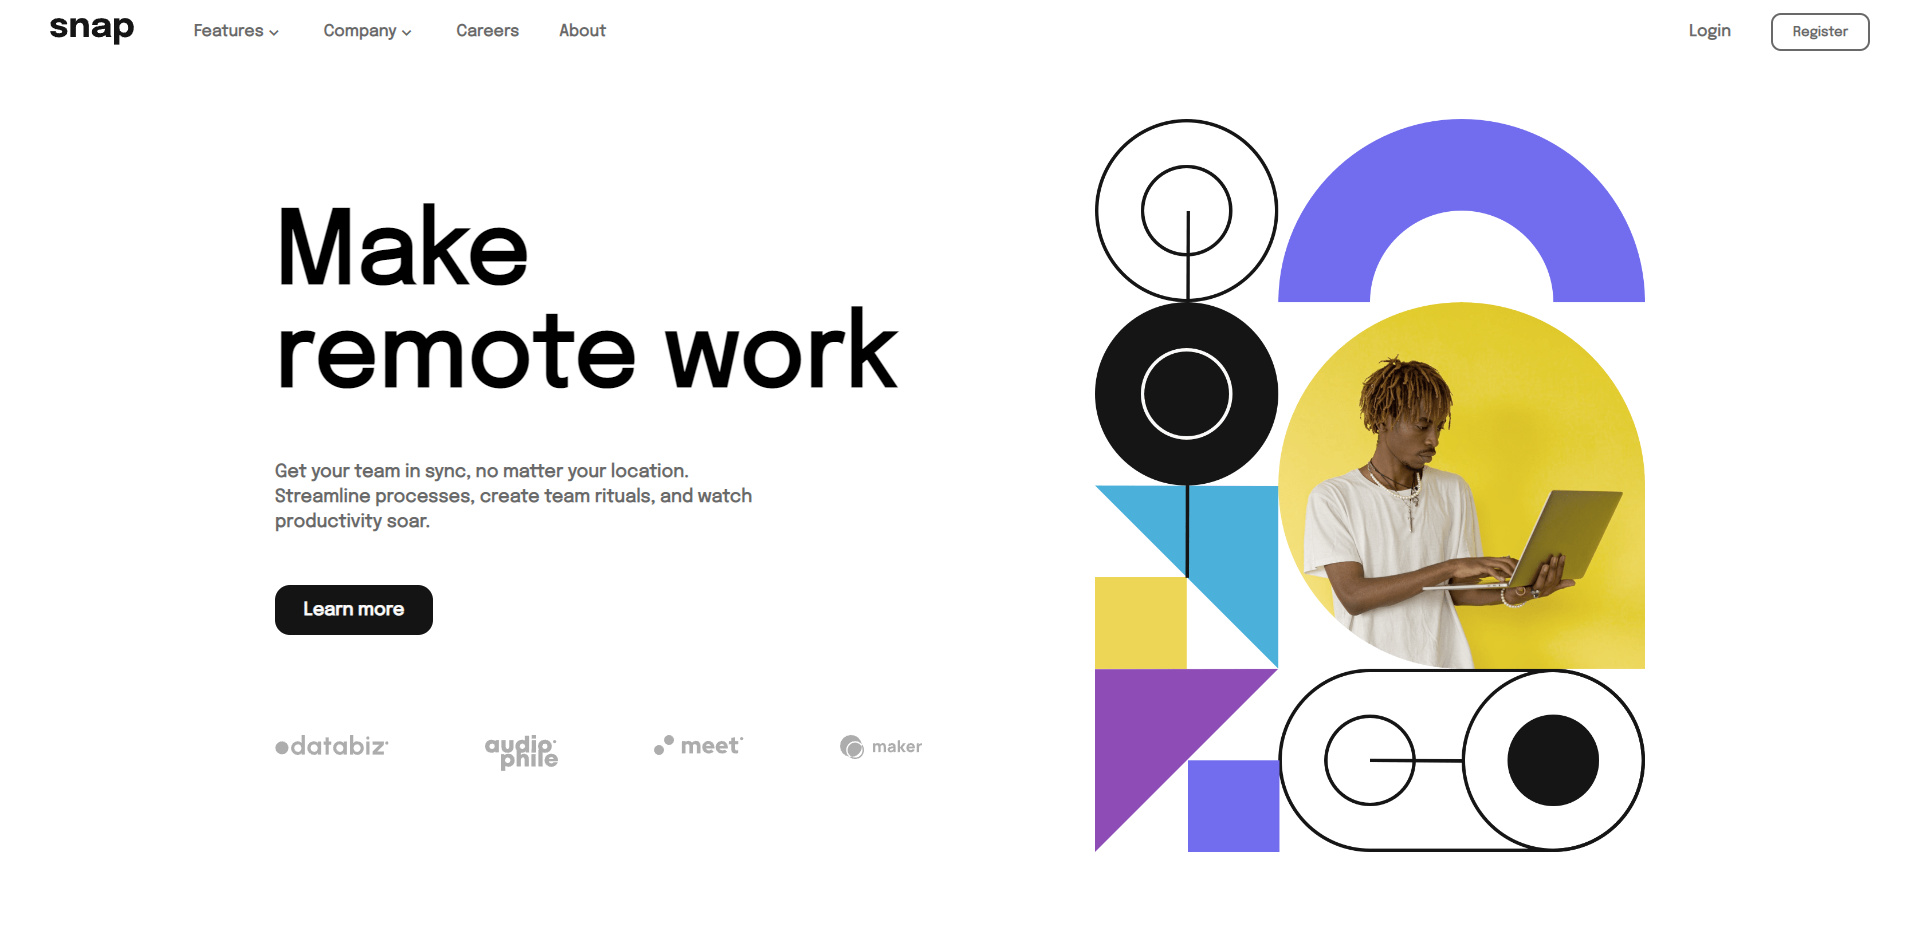 snap
Features
Company
Careers
About
Login
Register
Make
remote work
Get your team in sync, no matter your location.
Streamline processes, create team rituals, and watch
productivity soar.
Learn more
databiz
audio
phile
meet
maker